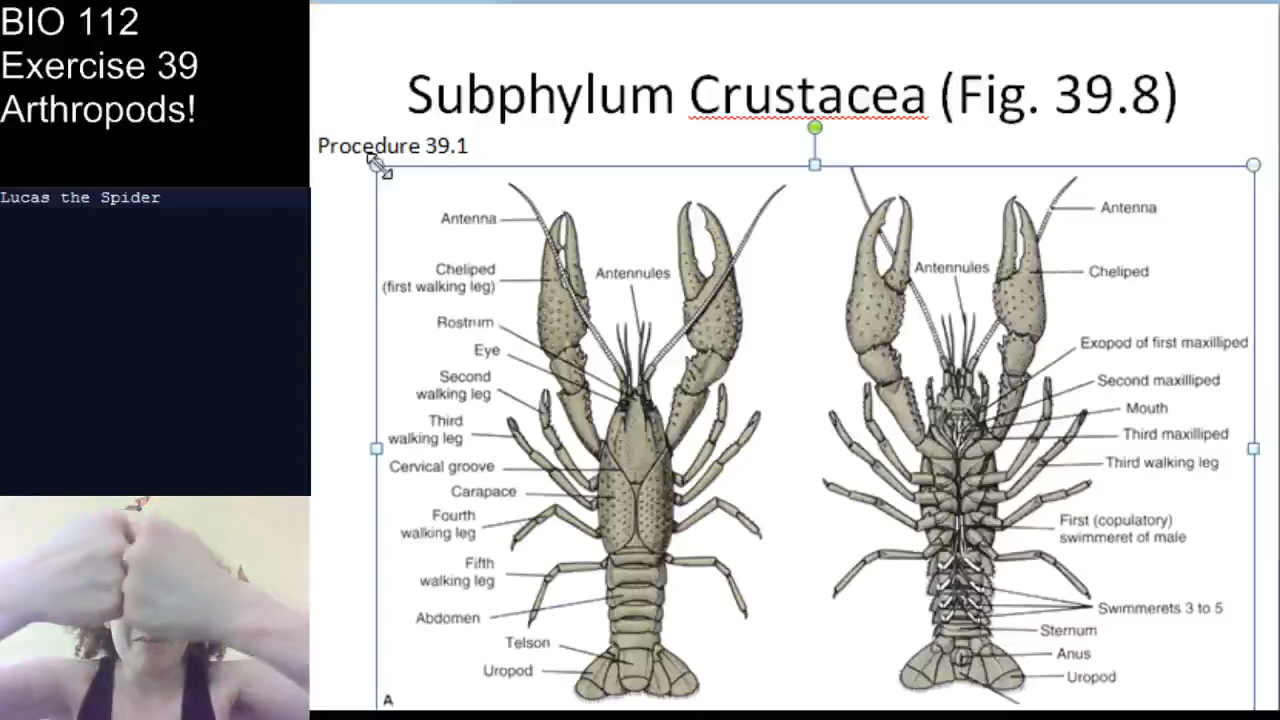 BIO 112
Exercise 39
Arthropods!
Lucas the Spider
Subphylum Crustacea (Fig. 39.8)
Procedure 39.1
Antenna
Cheliped
(first walking leg)
Antennules
Rostrum
Eye
Second
walking leg
Third
walking leg
Cervical groove
Carapace
Fourth
walking leg
Fifth
walking leg
Abdomen
Telson
Uropod
A
Antenna
Antennules
Cheliped
Exopod of first maxilliped
Second maxilliped
Mouth
Third maxilliped
Third walking leg
First (copulatory)
swimmeret of male
Swimmerets 3 to 5
Sternum
Anus
Uropod